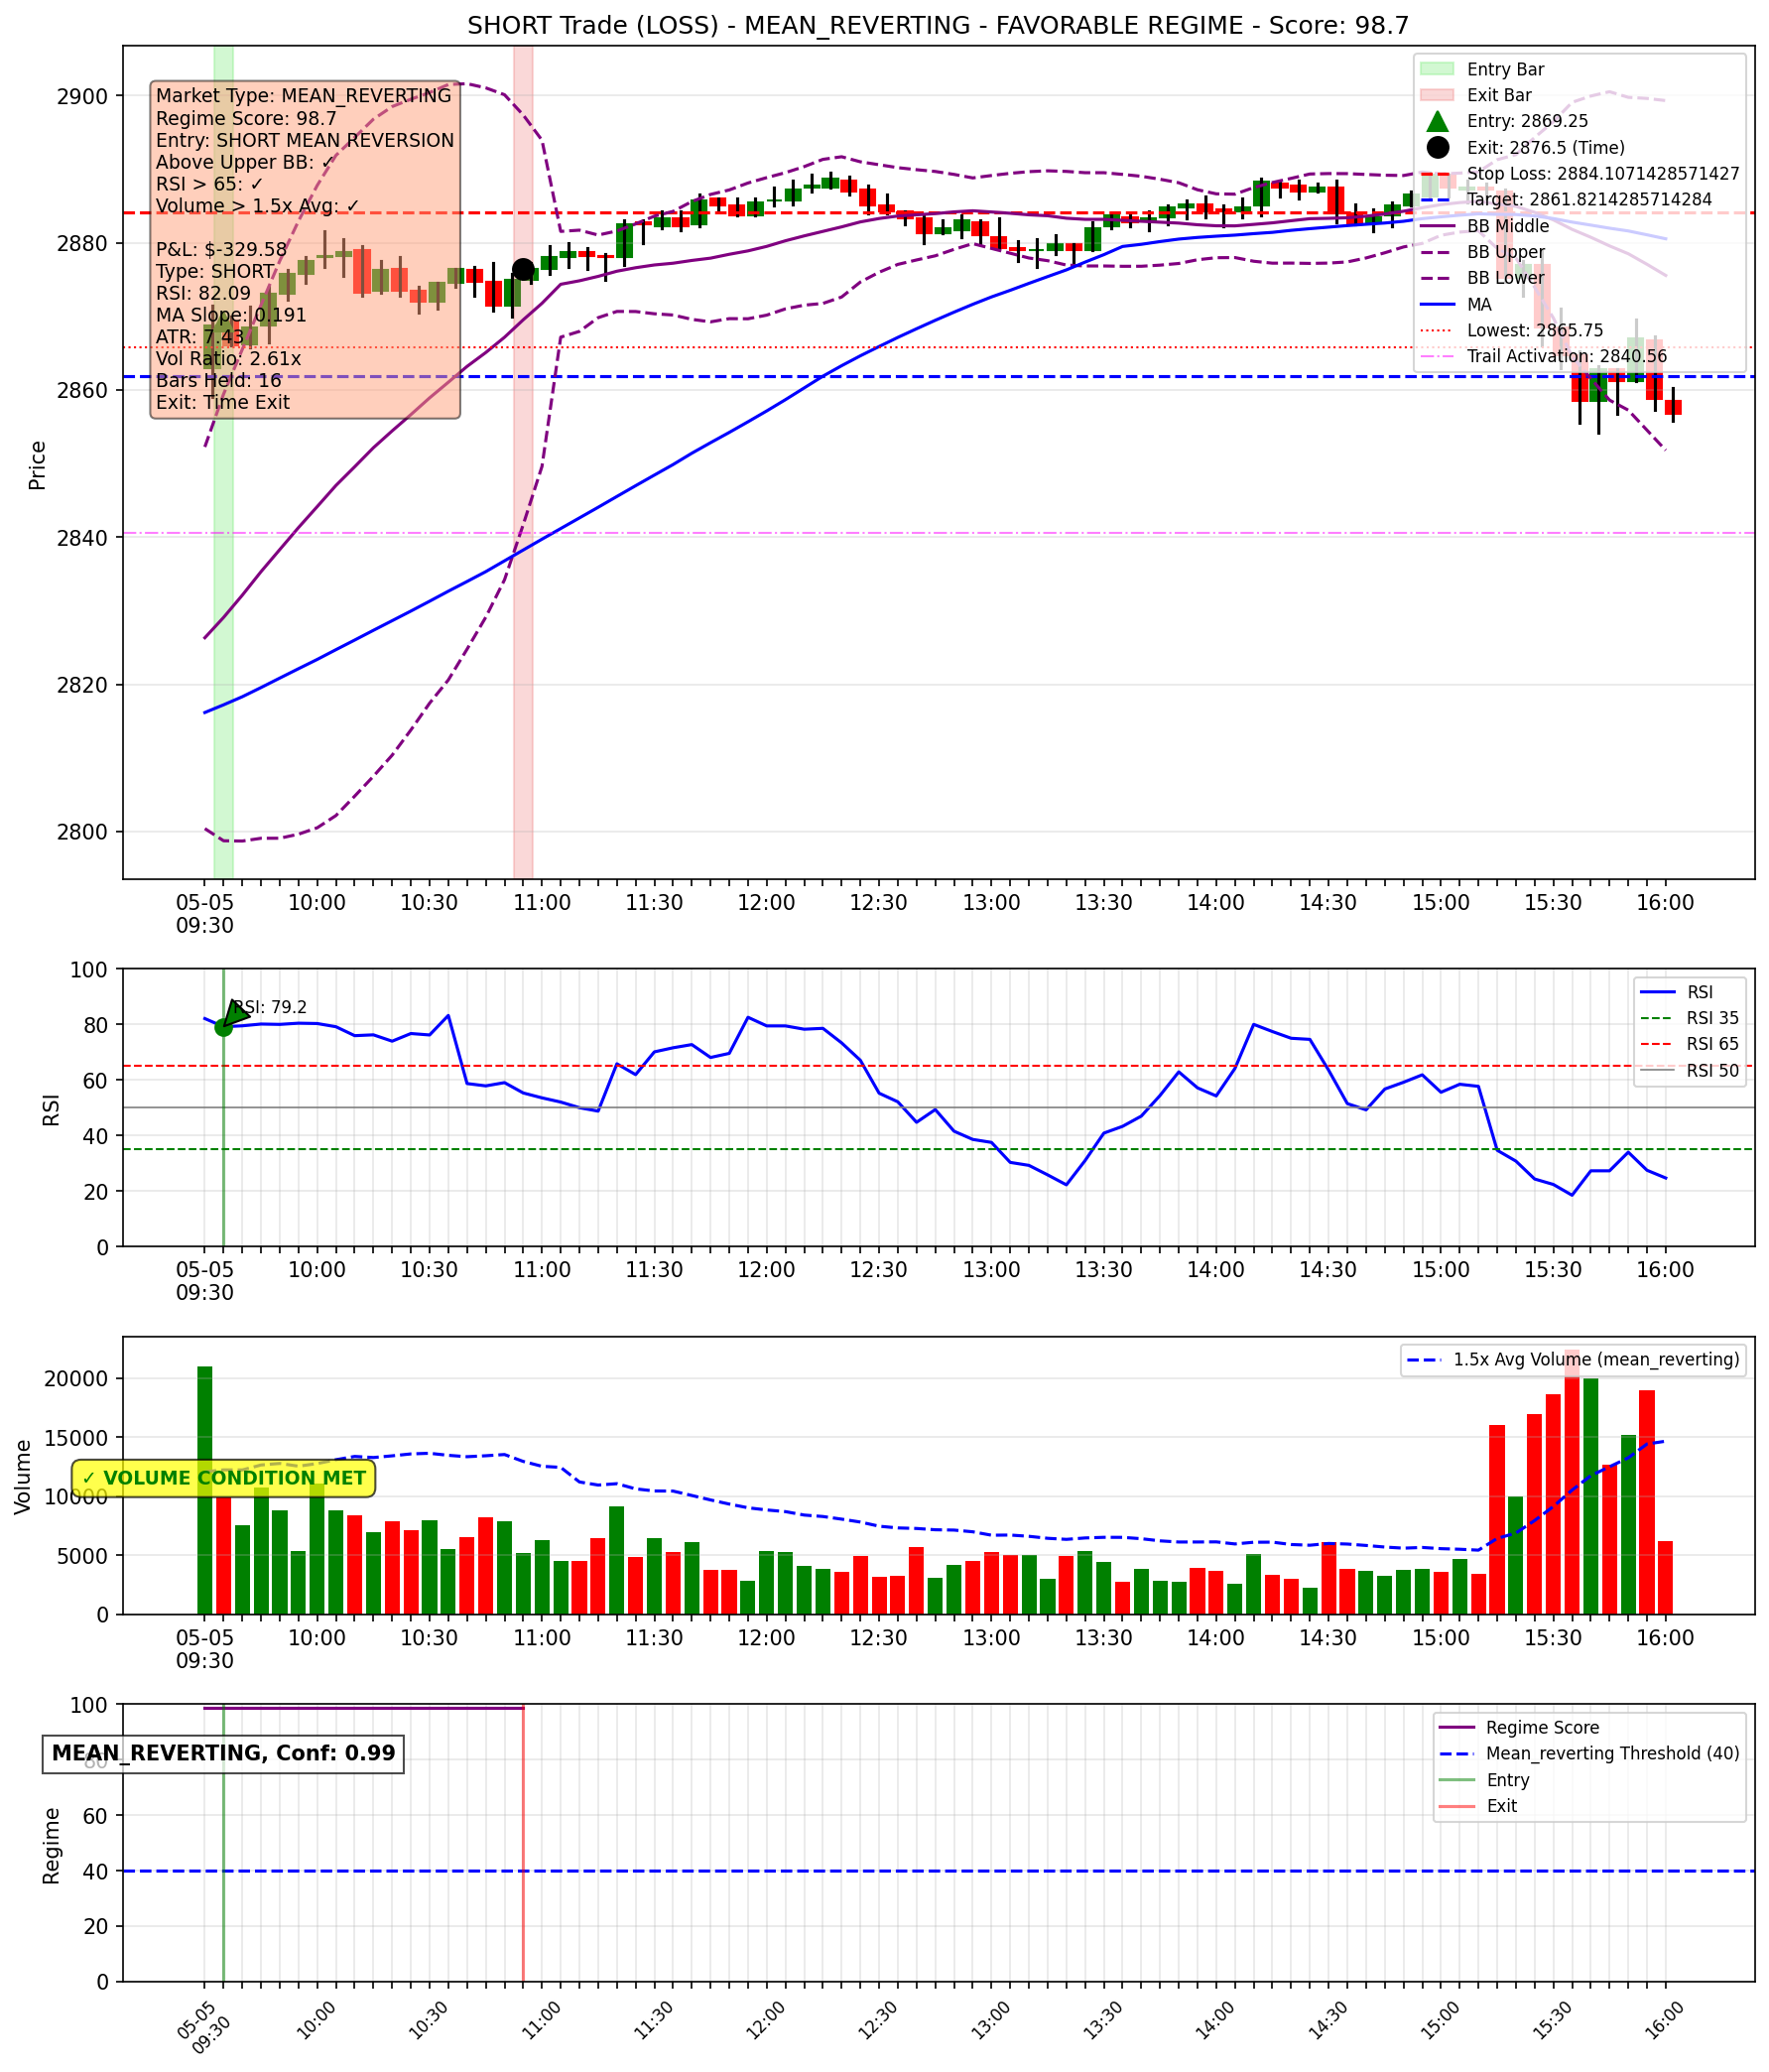 SHORT Trade (LOSS) - MEAN_REVERTING - FAVORABLE REGIME - Score: 98.7
Market Type: MEAN_REVERTING
Regime Score: 98.7
Entry: SHORT MEAN REVERSION
Above Upper BB: ✓
RSI > 65: ✓
Volume > 1.5x Avg: ✓
P&L: $-329.58
Type: SHORT
RSI: 82.09
MA Slope: 0.191
ATR: 7.43
Vol Ratio: 2.61x
Bars Held: 16
Exit: Time Exit
Entry Bar
Exit Bar
Entry: 2869.25
Exit: 2876.5 (Time)
Stop Loss: 2884.1071428571427
Target: 2861.8214285714284
BB Middle
BB Upper
BB Lower
MA
Lowest: 2865.75
Trail Activation: 2840.56
Price
2900
2880
2860
2840
2820
2800
05-05 10:00 10:30 11:00 11:30 12:00 12:30 13:00 13:30 14:00 14:30 15:00 15:30 16:00
09:30
RSI: 79.2
RSI
RSI 35
RSI 65
RSI 50
RSI
100
80
60
40
20
0
05-05 10:00 10:30 11:00 11:30 12:00 12:30 13:00 13:30 14:00 14:30 15:00 15:30 16:00
09:30
1.5x Avg Volume (mean_reverting)
✓ VOLUME CONDITION MET
Volume
20000
15000
10000
5000
0
05-05 10:00 10:30 11:00 11:30 12:00 12:30 13:00 13:30 14:00 14:30 15:00 15:30 16:00
09:30
MEAN_REVERTING, Conf: 0.99
Regime Score
Mean_reverting Threshold (40)
Entry
Exit
Regime
100
80
60
40
20
0
05-05 10:00 10:30 11:00 11:30 12:00 12:30 13:00 13:30 14:00 14:30 15:00 15:30 16:00
09:30